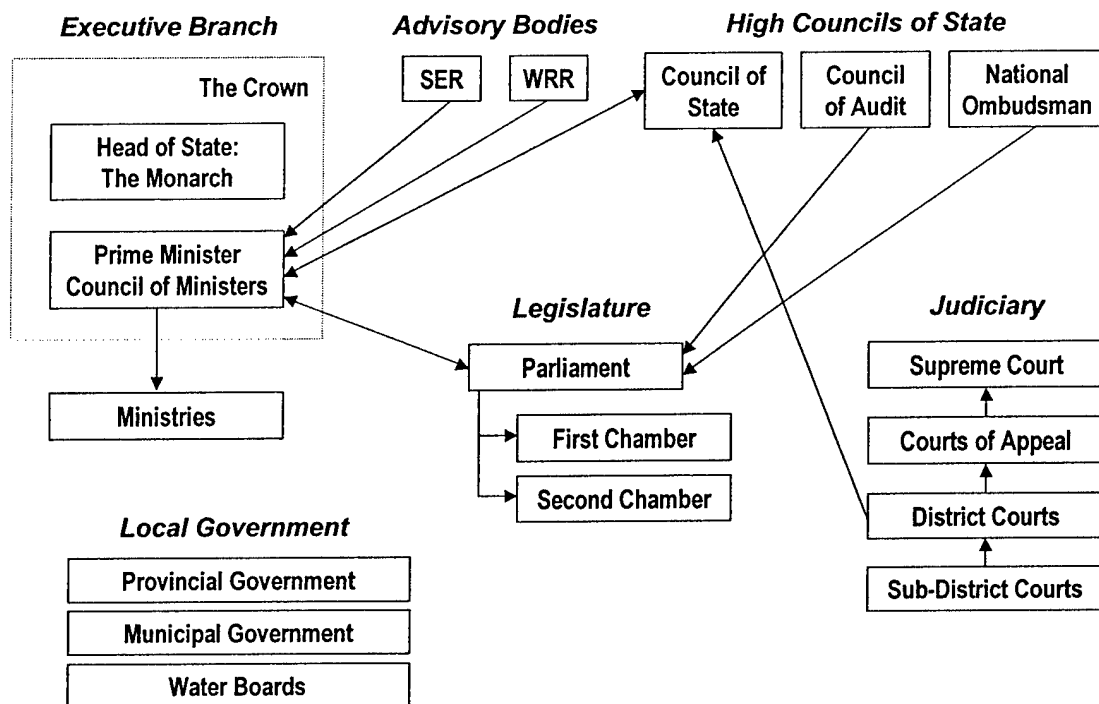 Executive Branch
Advisory Bodies
High Councils of State
The Crown
SER
WRR
Council of
State
Council
of Audit
National
Ombudsman
Head of State:
The Monarch
Prime Minister
Council of Ministers
Legislature
Judiciary
Parliament
Supreme Court
Ministries
First Chamber
Courts of Appeal
Second Chamber
District Courts
Local Government
Provincial Government
Sub-District Courts
Municipal Government
Water Boards